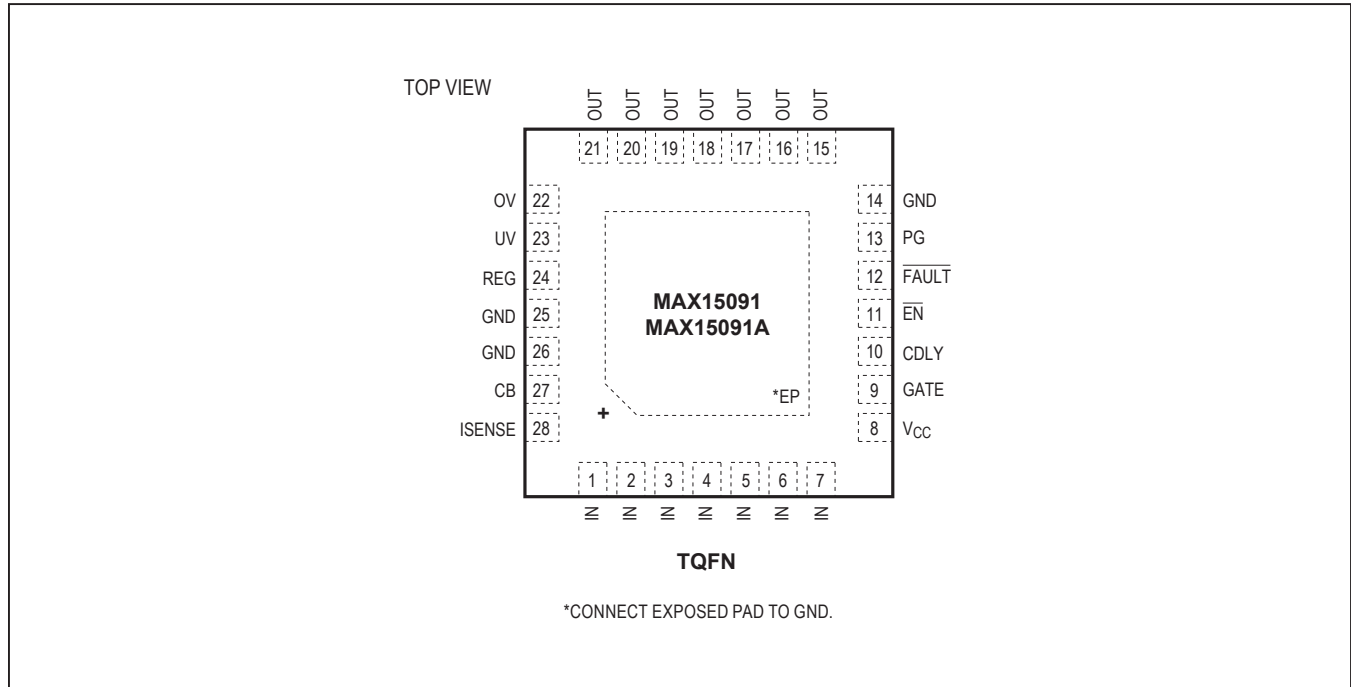 TOP VIEW
OUT OUT OUT OUT OUT OUT OUT
21 20 19 18 17 16 15
OV 22
UV 23
REG 24
GND 25
GND 26
CB 27
ISENSE 28
14 GND
13 PG
12 F̅A̅U̅L̅T̅
11 E̅N̅
10 CDLY
9 GATE
8 VCC
MAX15091
MAX15091A
*EP
+
1 2 3 4 5 6 7
IN IN IN IN IN IN IN
TQFN
*CONNECT EXPOSED PAD TO GND.